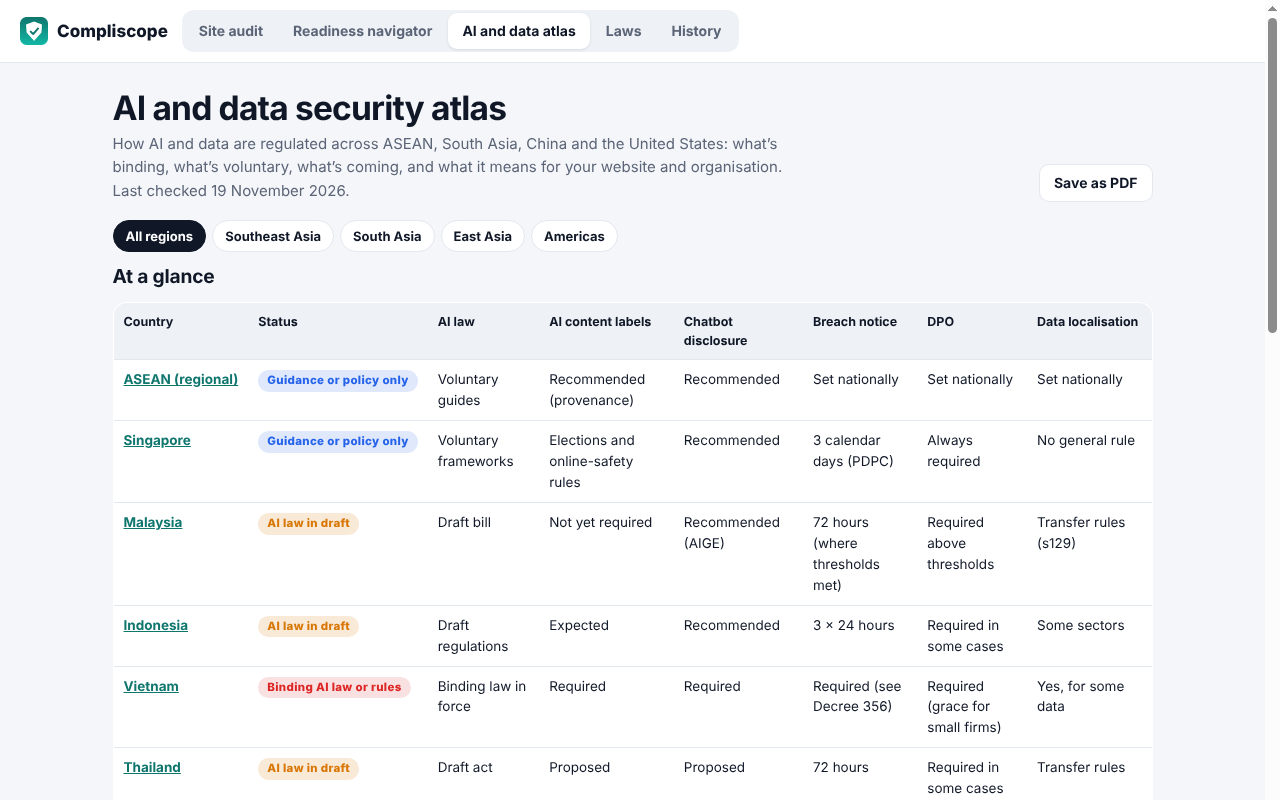 Compliscope
Site audit
Readiness navigator
AI and data atlas
Laws
History
AI and data security atlas
How AI and data are regulated across ASEAN, South Asia, China and the United States: what’s
binding, what’s voluntary, what’s coming, and what it means for your website and organisation.
Last checked 19 November 2026.
Save as PDF
All regions
Southeast Asia
South Asia
East Asia
Americas
At a glance
Country
Status
AI law
AI content labels
Chatbot
disclosure
Breach notice
DPO
Data localisation
ASEAN (regional)
Guidance or policy only
Voluntary
guides
Recommended
(provenance)
Recommended
Set nationally
Set nationally
Set nationally
Singapore
Guidance or policy only
Voluntary
frameworks
Elections and
online-safety
rules
Recommended
3 calendar
days (PDPC)
Always
required
No general rule
Malaysia
AI law in draft
Draft bill
Not yet required
Recommended
(AIGE)
72 hours
(where
thresholds
met)
Required
above
thresholds
Transfer rules
(s129)
Indonesia
AI law in draft
Draft
regulations
Expected
Recommended
3 × 24 hours
Required in
some cases
Some sectors
Vietnam
Binding AI law or rules
Binding law in
force
Required
Required
Required (see
Decree 356)
Required
(grace for
small firms)
Yes, for some
data
Thailand
AI law in draft
Draft act
Proposed
Proposed
72 hours
Required in
some cases
Transfer rules